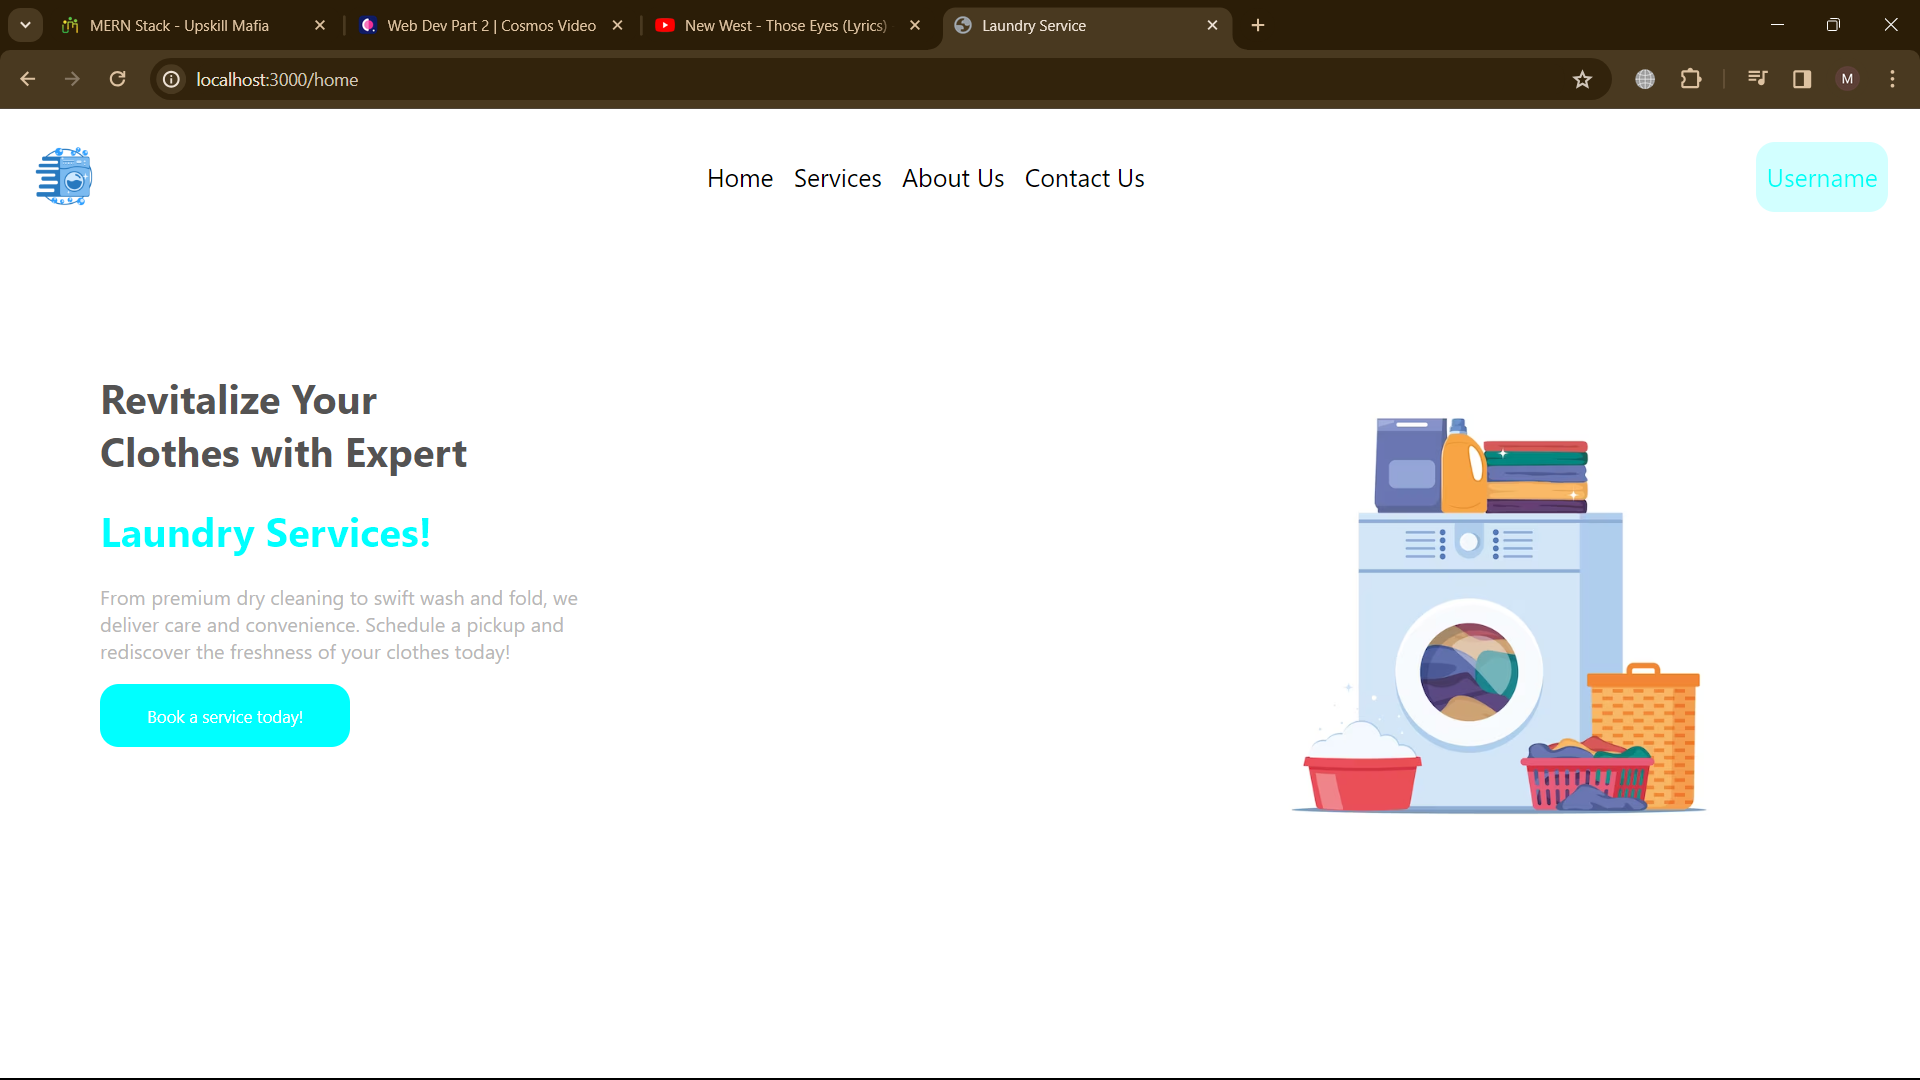 MERN Stack - Upskill Mafia
Web Dev Part 2 | Cosmos Video
New West - Those Eyes (Lyrics)
Laundry Service
localhost:3000/home
M
Home Services About Us Contact Us
Username
Revitalize Your
Clothes with Expert
Laundry Services!
From premium dry cleaning to swift wash and fold, we
deliver care and convenience. Schedule a pickup and
rediscover the freshness of your clothes today!
Book a service today!